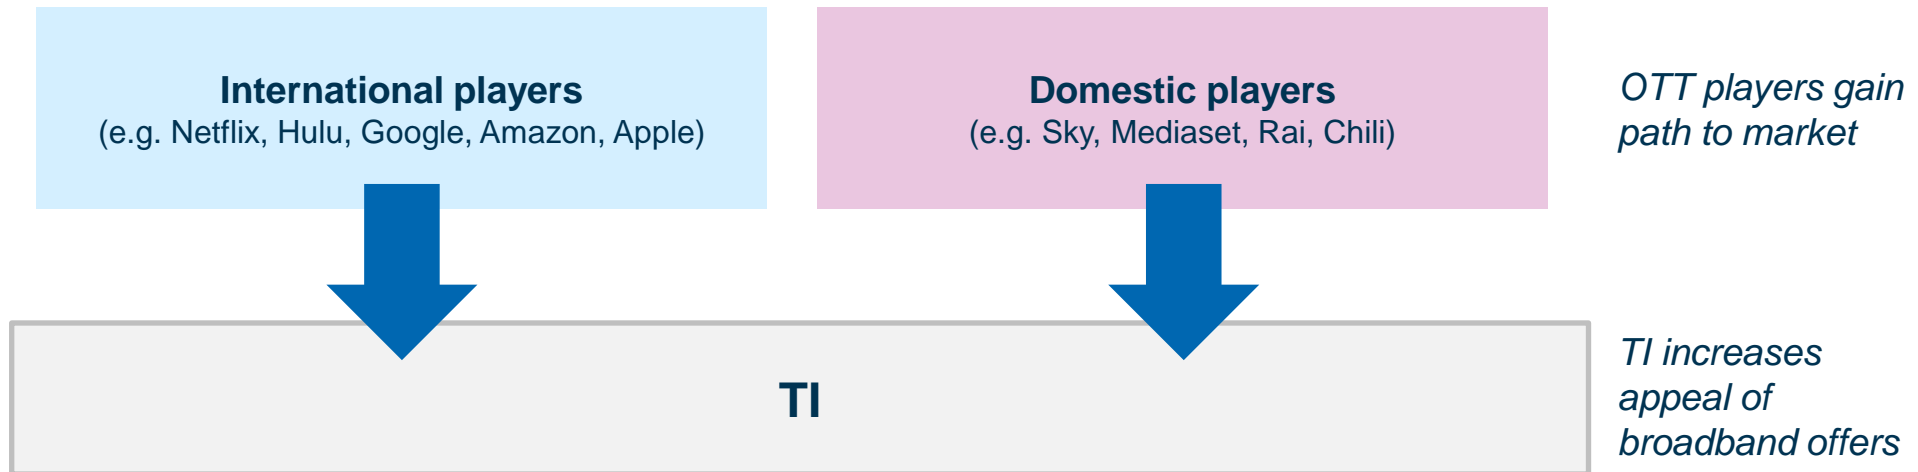 International players
(e.g. Netflix, Hulu, Google, Amazon, Apple)
Domestic players
(e.g. Sky, Mediaset, Rai, Chili)
OTT players gain
path to market
TI
TI increases
appeal of
broadband offers